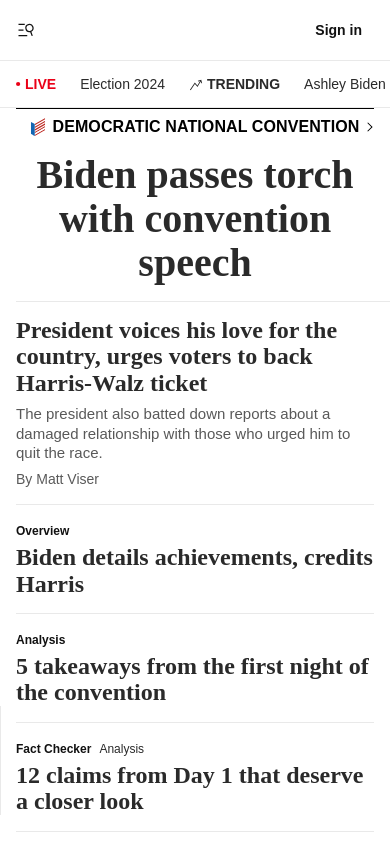 Sign in
LIVE Election 2024 TRENDING Ashley Biden
DEMOCRATIC NATIONAL CONVENTION
Biden passes torch
with convention
speech
President voices his love for the
country, urges voters to back
Harris-Walz ticket
The president also batted down reports about a
damaged relationship with those who urged him to
quit the race.
By Matt Viser
Overview
Biden details achievements, credits
Harris
Analysis
5 takeaways from the first night of
the convention
Fact Checker Analysis
12 claims from Day 1 that deserve
a closer look